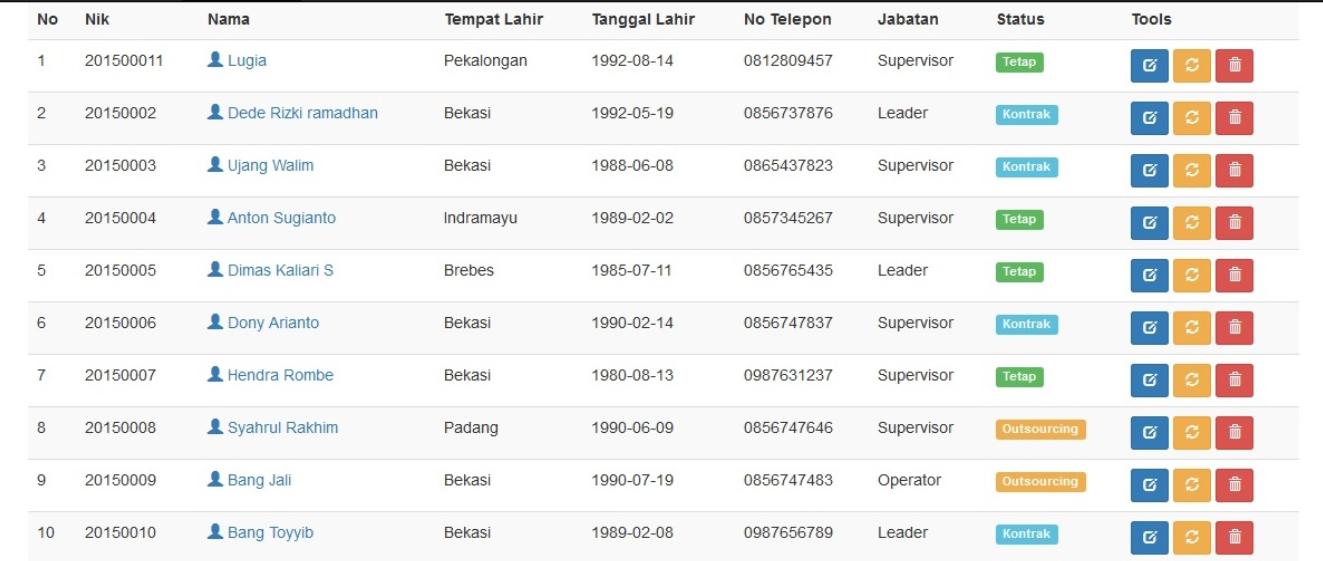 No Nik Nama Tempat Lahir Tanggal Lahir No Telepon Jabatan Status Tools
1 201500011 Lugia Pekalongan 1992-08-14 0812809457 Supervisor Tetap
2 20150002 Dede Rizki ramadhan Bekasi 1992-05-19 0856737876 Leader Kontrak
3 20150003 Ujang Walim Bekasi 1988-06-08 0865437823 Supervisor Kontrak
4 20150004 Anton Sugianto Indramayu 1989-02-02 0857345267 Supervisor Tetap
5 20150005 Dimas Kaliari S Brebes 1985-07-11 0856765435 Leader Tetap
6 20150006 Dony Arianto Bekasi 1990-02-14 0856747837 Supervisor Kontrak
7 20150007 Hendra Rombe Bekasi 1980-08-13 0987631237 Supervisor Tetap
8 20150008 Syahrul Rakhim Padang 1990-06-09 0856747646 Supervisor Outsourcing
9 20150009 Bang Jali Bekasi 1990-07-19 0856747483 Operator Outsourcing
10 20150010 Bang Toyyib Bekasi 1989-02-08 0987656789 Leader Kontrak